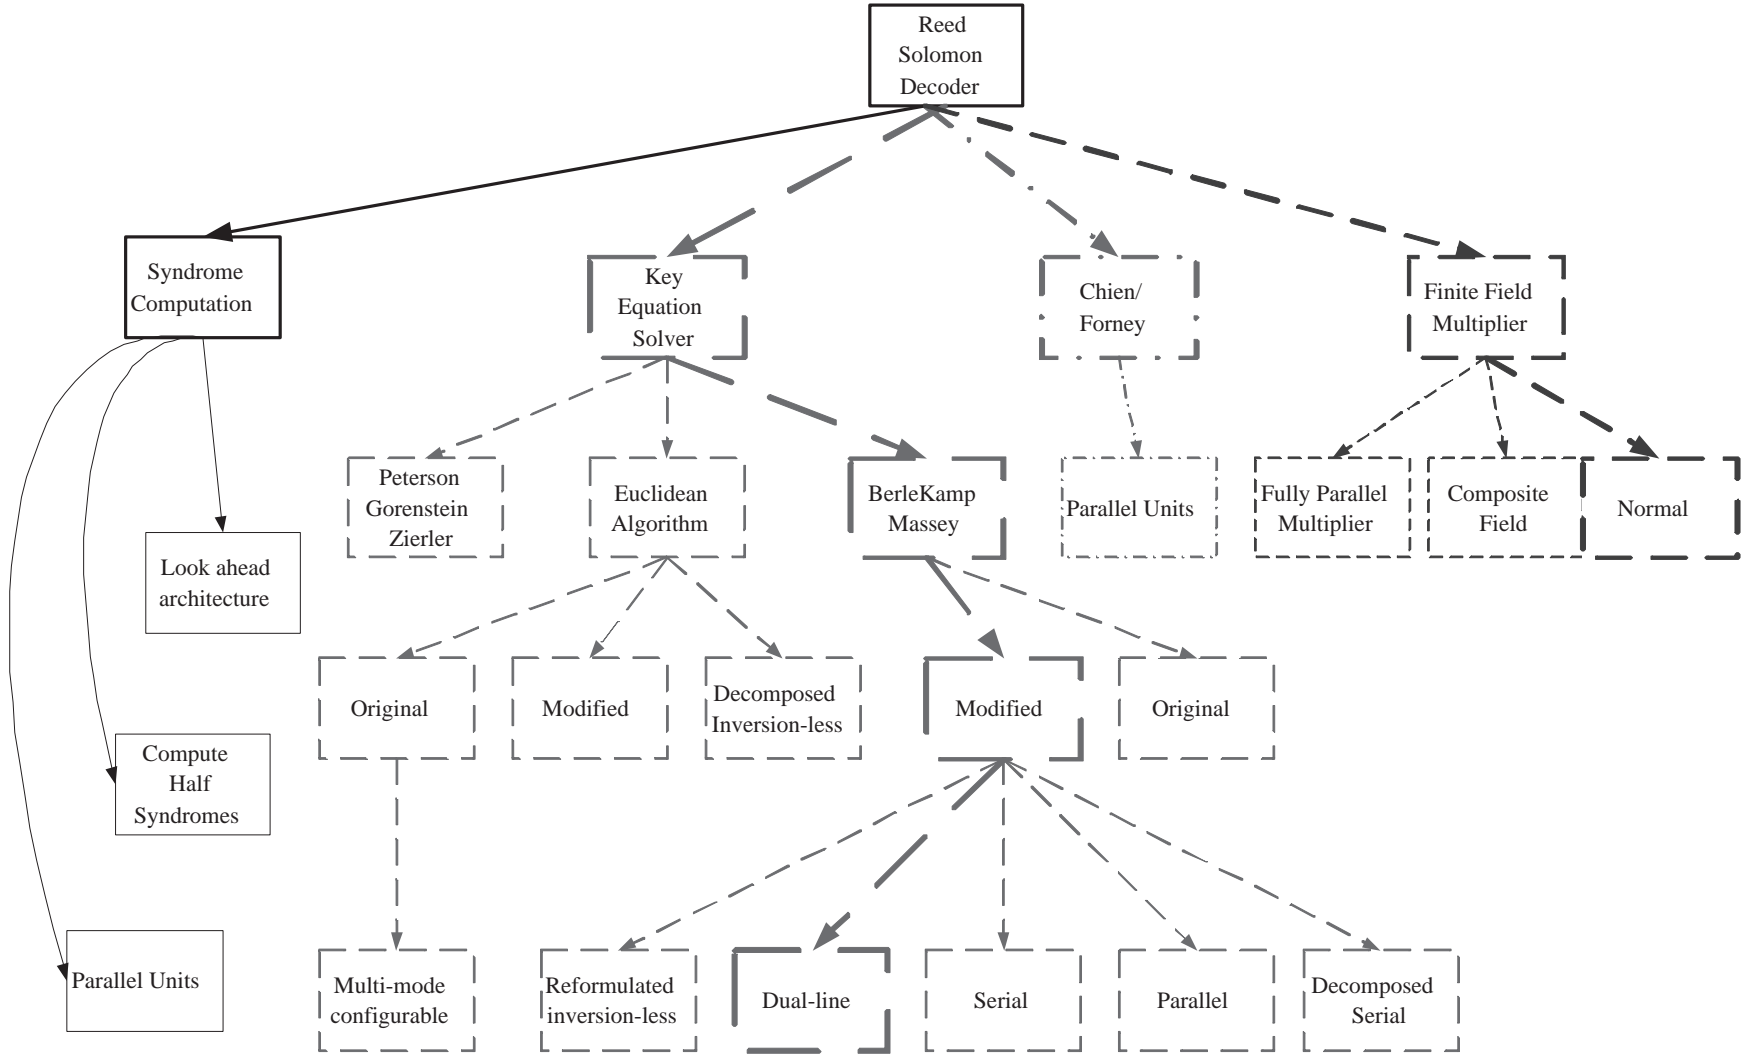 Reed
Solomon
Decoder
Syndrome
Computation
Key
Equation
Solver
Chien/
Forney
Finite Field
Multiplier
Peterson
Gorenstein
Zierler
Euclidean
Algorithm
BerleKamp
Massey
Parallel Units
Fully Parallel
Multiplier
Composite
Field
Normal
Look ahead
architecture
Original
Modified
Decomposed
Inversion-less
Modified
Original
Compute
Half
Syndromes
Parallel Units
Multi-mode
configurable
Reformulated
inversion-less
Dual-line
Serial
Parallel
Decomposed
Serial